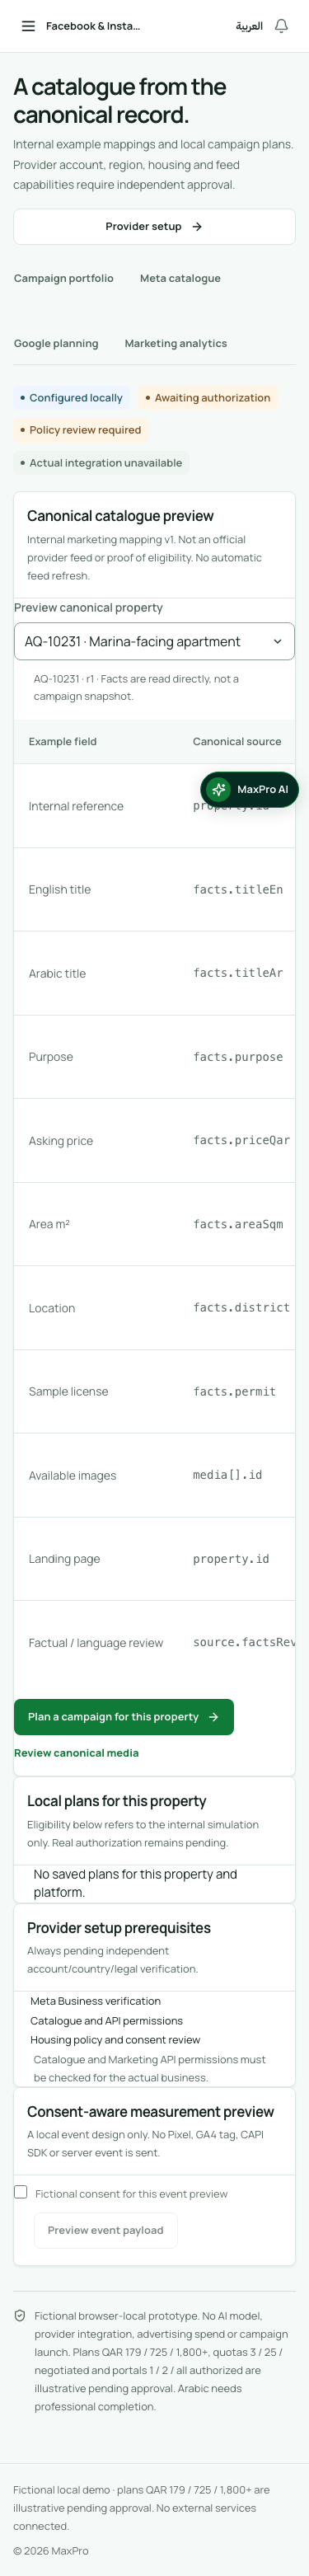 Facebook & Insta...
العربية
A catalogue from the
canonical record.
Internal example mappings and local campaign plans.
Provider account, region, housing and feed
capabilities require independent approval.
Provider setup
Campaign portfolio
Meta catalogue
Google planning
Marketing analytics
Configured locally
Awaiting authorization
Policy review required
Actual integration unavailable
Canonical catalogue preview
Internal marketing mapping v1. Not an official
provider feed or proof of eligibility. No automatic
feed refresh.
Preview canonical property
AQ-10231 · Marina-facing apartment
AQ-10231 · r1 · Facts are read directly, not a
campaign snapshot.
Example field
Canonical source
MaxPro AI
Internal reference
English title
facts.titleEn
Arabic title
facts.titleAr
Purpose
facts.purpose
Asking price
facts.priceQar
Area m²
facts.areaSqm
Location
facts.district
Sample license
facts.permit
Available images
media[].id
Landing page
property.id
Factual / language review
source.factsRev
Plan a campaign for this property
Review canonical media
Local plans for this property
Eligibility below refers to the internal simulation
only. Real authorization remains pending.
No saved plans for this property and
platform.
Provider setup prerequisites
Always pending independent
account/country/legal verification.
Meta Business verification
Catalogue and API permissions
Housing policy and consent review
Catalogue and Marketing API permissions must
be checked for the actual business.
Consent-aware measurement preview
A local event design only. No Pixel, GA4 tag, CAPI
SDK or server event is sent.
Fictional consent for this event preview
Preview event payload
Fictional browser-local prototype. No AI model,
provider integration, advertising spend or campaign
launch. Plans QAR 179 / 725 / 1,800+, quotas 3 / 25 /
negotiated and portals 1 / 2 / all authorized are
illustrative pending approval. Arabic needs
professional completion.
Fictional local demo · plans QAR 179 / 725 / 1,800+ are
illustrative pending approval. No external services
connected.
© 2026 MaxPro